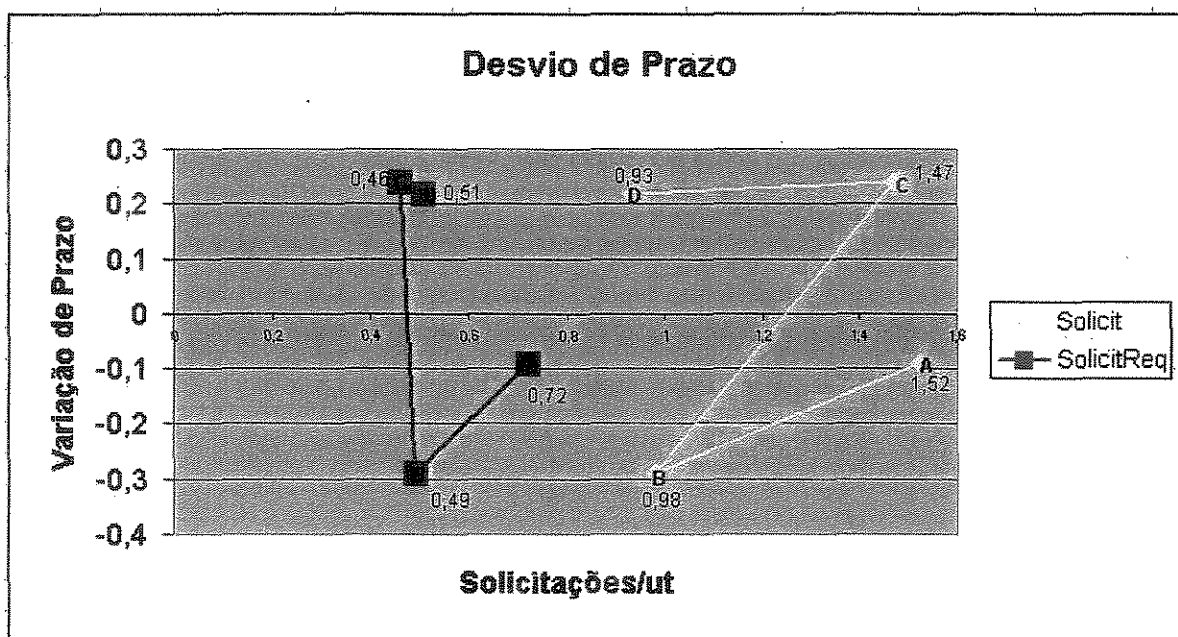 Desvio de Prazo
Variação de Prazo
0,3
0,2
0,1
0
-0,1
-0,2
-0,3
-0,4
0,46
0,51
0,93
D
C
1,47
0
0,2
0,4
0,6
0,8
1
1,2
1,4
1,6
0,72
A
1,52
0,49
B
0,98
Solicit
SolicitReq
Solicitações/ut